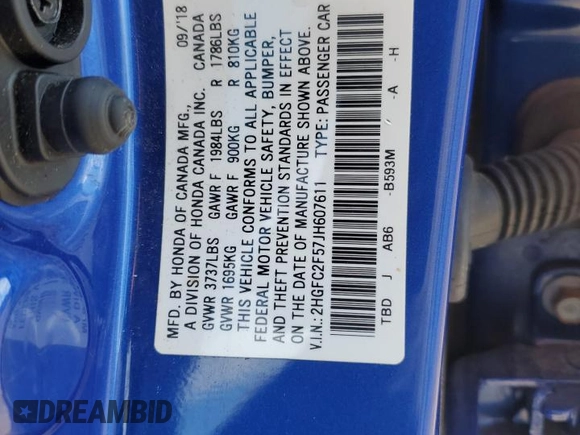 MFD. BY HONDA OF CANADA MFG., 09/'18
A DIVISION OF HONDA CANADA INC. CANADA
GVWR 3737LBS GAWR F 1984LBS R 1786LBS
GVWR 1695KG GAWR F 900KG R 810KG
THIS VEHICLE CONFORMS TO ALL APPLICABLE
FEDERAL MOTOR VEHICLE SAFETY, BUMPER,
AND THEFT PREVENTION STANDARDS IN EFFECT
ON THE DATE OF MANUFACTURE SHOWN ABOVE.
V.I.N.: 2HGFC2F57JH607611 TYPE: PASSENGER CAR
TBD J AB6 -B593M -A -H
DREAMBID